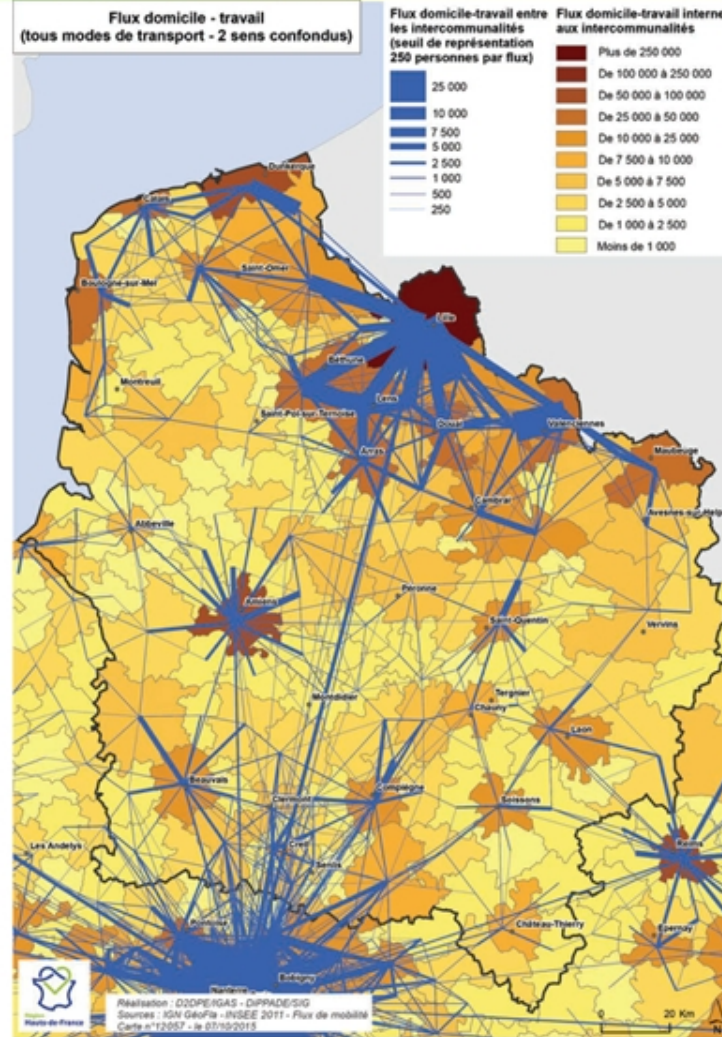 Flux domicile - travail
(tous modes de transport - 2 sens confondus)
Flux domicile-travail entre
les intercommunalités
(seuil de représentation
250 personnes par flux)
25 000
10 000
7 500
5 000
2 500
1 000
500
250
Flux domicile-travail interne
aux intercommunalités
Plus de 250 000
De 100 000 à 250 000
De 50 000 à 100 000
De 25 000 à 50 000
De 10 000 à 25 000
De 7 500 à 10 000
De 5 000 à 7 500
De 2 500 à 5 000
De 1 000 à 2 500
Moins de 1 000
Dunkerque
Calais
Saint-Omer
Boulogne-sur-Mer
Lille
Béthune
Montreuil
Lens
Saint-Pol-sur-Ternoise
Douai
Valenciennes
Arras
Maubeuge
Cambrai
Avesnes-sur-Help
Abbeville
Péronne
Amiens
Saint-Quentin
Vervins
Montdidier
Tergnier
Chauny
Laon
Beauvais
Compiègne
Clermont
Soissons
Les Andelys
Creil
Senlis
Reims
Pontoise
Château-Thierry
Epernay
Bobigny
Nanterre
Région
Hauts-de-France
Réalisation : D2DPE/IGAS - DiPPADE/SIG
Sources : IGN GéoFla - INSEE 2011 - Flux de mobilité
Carte n°12057 - le 07/10/2015
0 20 Km
N